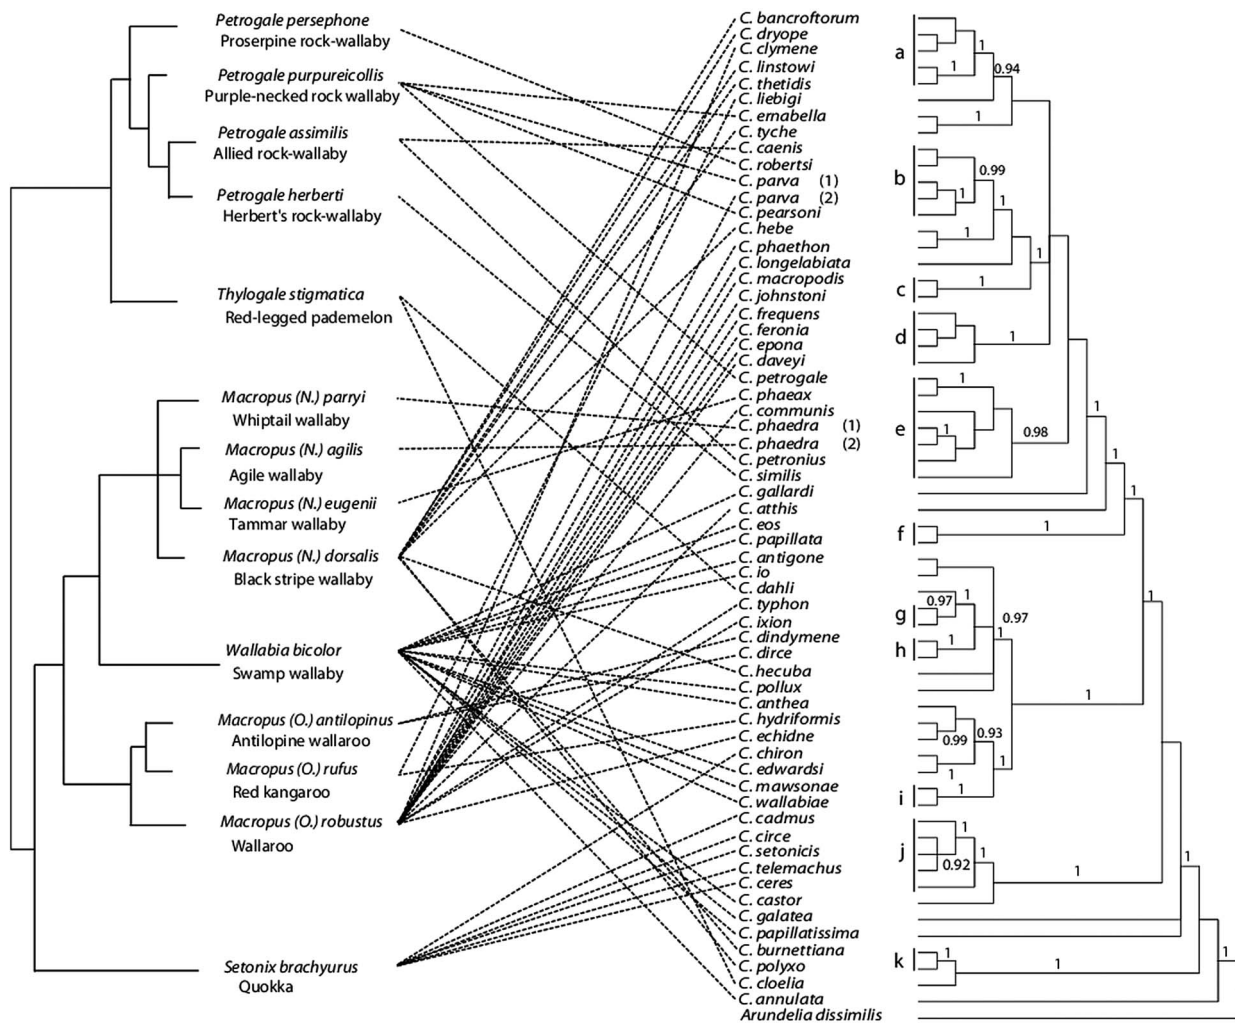 Petrogale persephone
Proserpine rock-wallaby
Petrogale purpureicollis
Purple-necked rock wallaby
Petrogale assimilis
Allied rock-wallaby
Petrogale herberti
Herbert's rock-wallaby
Thylogale stigmatica
Red-legged pademelon
Macropus (N.) parryi
Whiptail wallaby
Macropus (N.) agilis
Agile wallaby
Macropus (N.) eugenii
Tammar wallaby
Macropus (N.) dorsalis
Black stripe wallaby
Wallabia bicolor
Swamp wallaby
Macropus (O.) antilopinus
Antilopine wallaroo
Macropus (O.) rufus
Red kangaroo
Macropus (O.) robustus
Wallaroo
Setonix brachyurus
Quokka
C. bancroftorum
C. dryope
C. clymene
C. linstowi
C. thetidis
C. liebigi
C. ernabella
C. tyche
C. caenis
C. robertsi
C. parva (1)
C. parva (2)
C. pearsoni
C. hebe
C. phaethon
C. longelabiata
C. macropodis
C. johnstoni
C. frequens
C. feronia
C. epona
C. daveyi
C. petrogale
C. phaeax
C. communis
C. phaedra (1)
C. phaedra (2)
C. petronius
C. similis
C. gallardi
C. atthis
C. eos
C. papillata
C. antigone
C. io
C. dahli
C. typhon
C. ixion
C. dindymene
C. dirce
C. hecuba
C. pollux
C. anthea
C. hydriformis
C. echidne
C. chiron
C. edwardsi
C. mawsonae
C. wallabiae
C. cadmus
C. circe
C. setonicis
C. telemachus
C. ceres
C. castor
C. galatea
C. papillatissima
C. burnettiana
C. polyxo
C. cloelia
C. annulata
Arundelia dissimilis
a
1
1
0.94
1
b
0.99
1
1
1
1
c
1
d
1
e
1
1
0.98
1
1
f
1
1
g
0.97
1
0.97
h
1
1
1
1
0.99
0.93
1
1
i
1
j
1
0.92
1
1
1
k
1
1
1